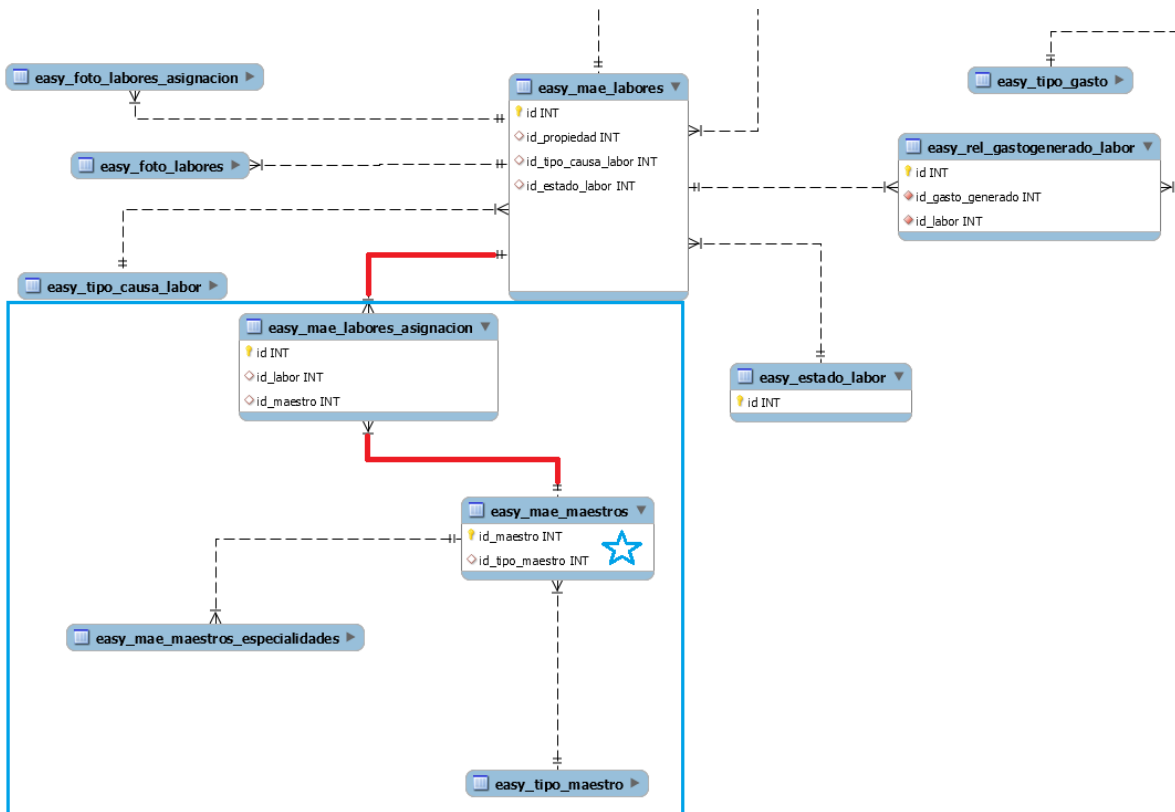 easy_foto_labores_asignacion
easy_foto_labores
easy_tipo_causa_labor
easy_mae_labores
id INT
id_propiedad INT
id_tipo_causa_labor INT
id_estado_labor INT
easy_tipo_gasto
easy_rel_gastogenerado_labor
id INT
id_gasto_generado INT
id_labor INT
easy_mae_labores_asignacion
id INT
id_labor INT
id_maestro INT
easy_estado_labor
id INT
easy_mae_maestros
id_maestro INT
id_tipo_maestro INT
easy_mae_maestros_especialidades
easy_tipo_maestro